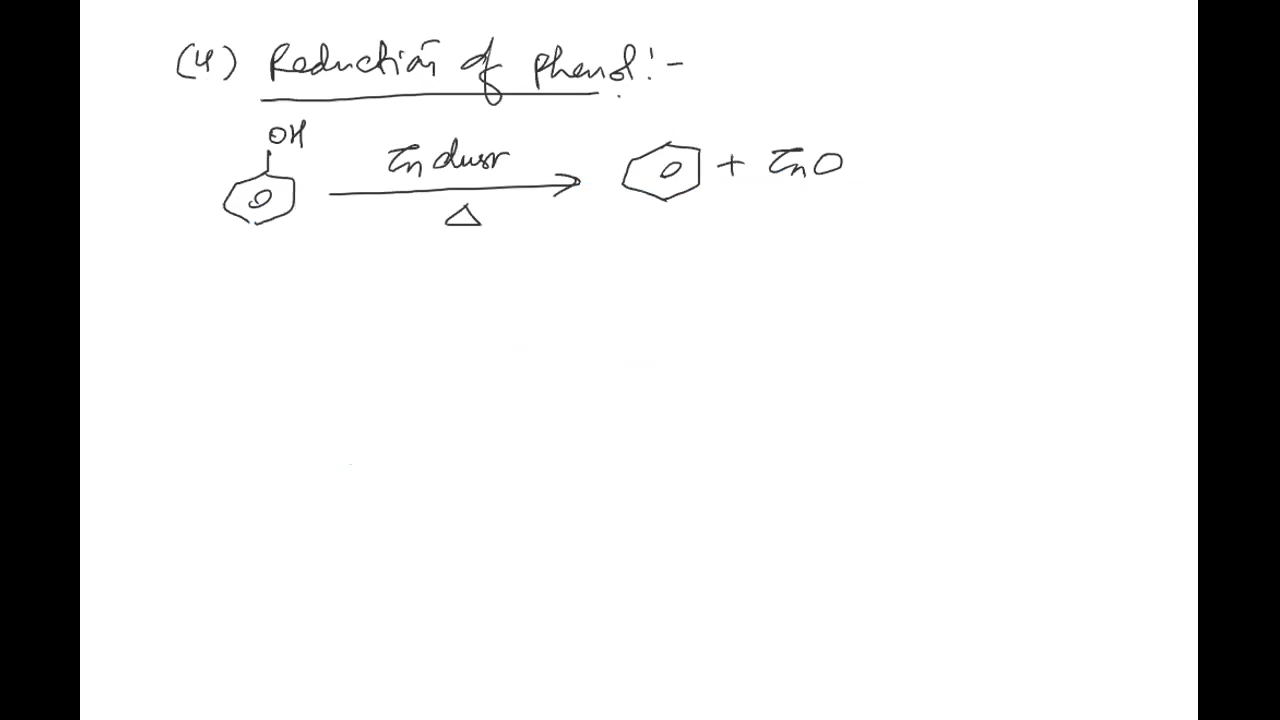 (4) Reduction of phenol :-
OH
Zn dust
+ ZnO
Δ